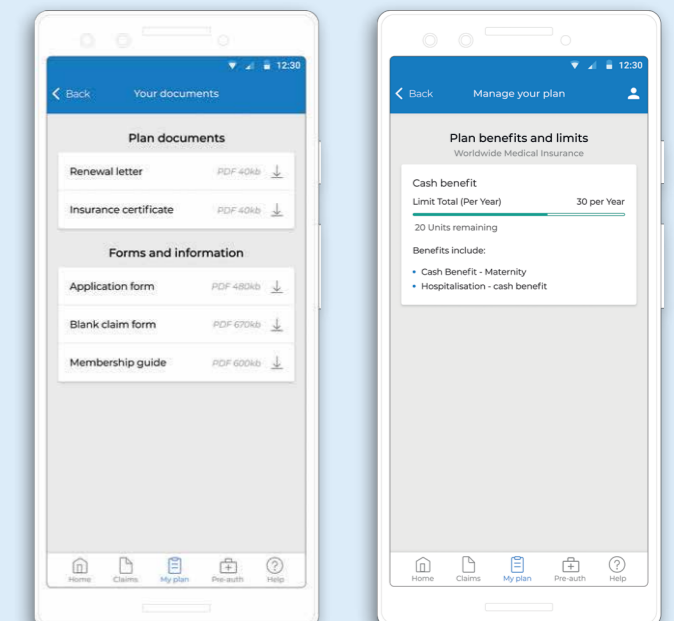 12:30
Back Your documents
Plan documents
Renewal letter PDF 40kb
Insurance certificate PDF 40kb
Forms and information
Application form PDF 480kb
Blank claim form PDF 670kb
Membership guide PDF 600kb
Home Claims My plan Pre-auth Help
12:30
Back Manage your plan
Plan benefits and limits
Worldwide Medical Insurance
Cash benefit
Limit Total (Per Year) 30 per Year
20 Units remaining
Benefits include:
• Cash Benefit - Maternity
• Hospitalisation - cash benefit
Home Claims My plan Pre-auth Help